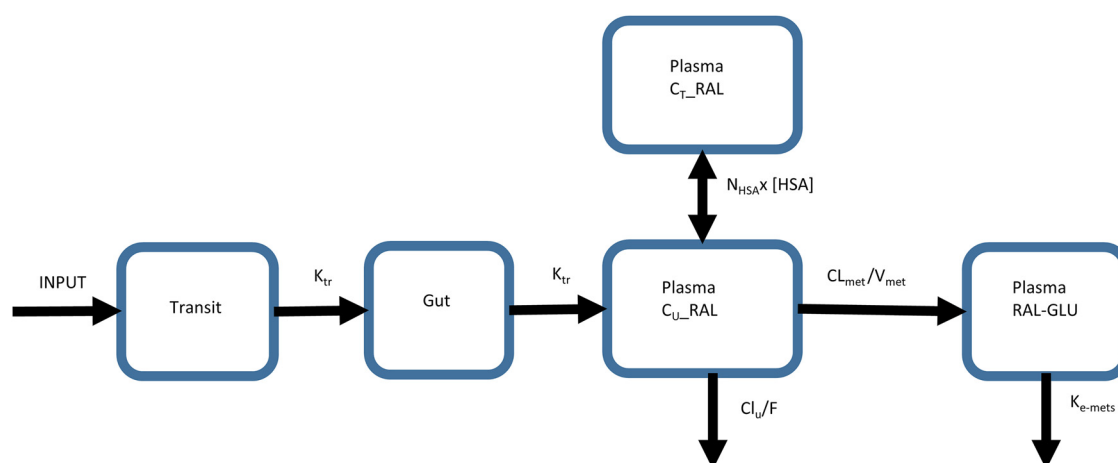 Plasma
C_T_RAL
N_HSA x [HSA]
INPUT
Transit
K_tr
Gut
K_tr
Plasma
C_U_RAL
CL_met/V_met
Plasma
RAL-GLU
Cl_u/F
K_e-mets